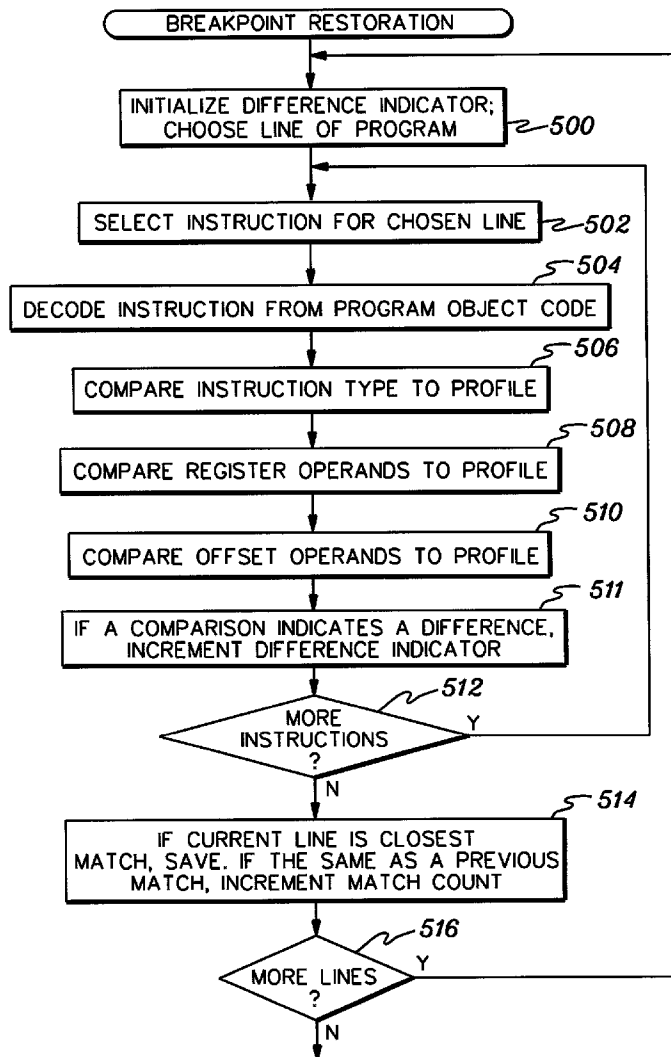 BREAKPOINT RESTORATION
INITIALIZE DIFFERENCE INDICATOR;
CHOOSE LINE OF PROGRAM
500
SELECT INSTRUCTION FOR CHOSEN LINE
502
504
DECODE INSTRUCTION FROM PROGRAM OBJECT CODE
506
COMPARE INSTRUCTION TYPE TO PROFILE
508
COMPARE REGISTER OPERANDS TO PROFILE
510
COMPARE OFFSET OPERANDS TO PROFILE
511
IF A COMPARISON INDICATES A DIFFERENCE,
INCREMENT DIFFERENCE INDICATOR
512
MORE
INSTRUCTIONS
?
Y
N
514
IF CURRENT LINE IS CLOSEST
MATCH, SAVE. IF THE SAME AS A PREVIOUS
MATCH, INCREMENT MATCH COUNT
516
MORE LINES
?
Y
N